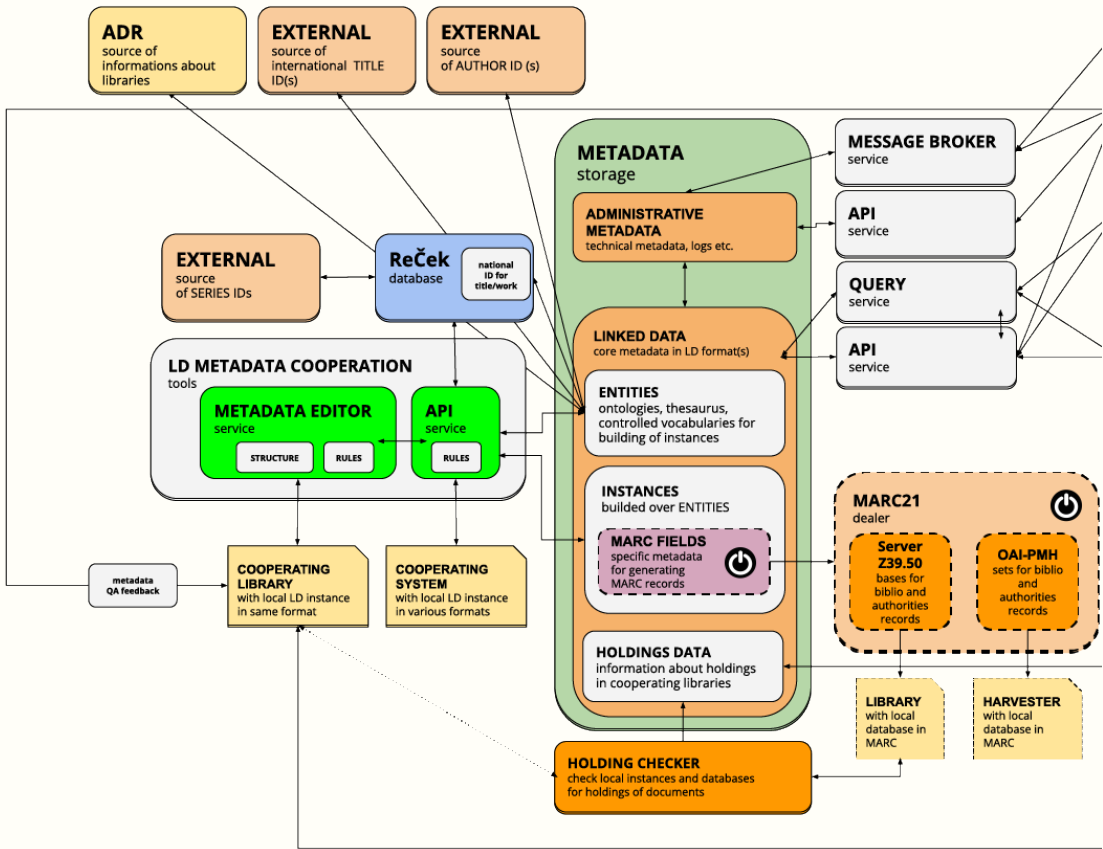 ADR
source of
informations about
libraries
EXTERNAL
source of
international TITLE
ID(s)
EXTERNAL
source
of AUTHOR ID (s)
METADATA
storage
ADMINISTRATIVE
METADATA
technical metadata, logs etc.
MESSAGE BROKER
service
API
service
QUERY
service
API
service
EXTERNAL
source
of SERIES IDs
ReČek
database
national
ID for
title/work
LINKED DATA
core metadata in LD format(s)
ENTITIES
ontologies, thesaurus,
controlled vocabularies for
building of instances
LD METADATA COOPERATION
tools
METADATA EDITOR
service
STRUCTURE
RULES
API
service
RULES
INSTANCES
builded over ENTITIES
MARC FIELDS
specific metadata
for generating
MARC records
MARC21
dealer
Server
Z39.50
bases for
biblio and
authorities
records
OAI-PMH
sets for biblio
and
authorities
records
metadata
QA feedback
COOPERATING
LIBRARY
with local LD instance
in same format
COOPERATING
SYSTEM
with local LD instance
in various formats
HOLDINGS DATA
information about holdings
in cooperating libraries
LIBRARY
with local
database in
MARC
HARVESTER
with local
database in
MARC
HOLDING CHECKER
check local instances and databases
for holdings of documents